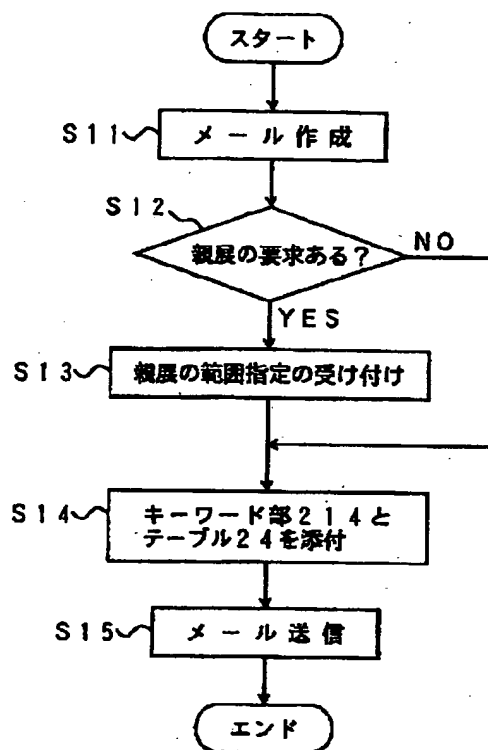 スタート
S11
メール作成
S12
親展の要求ある？
NO
YES
S13
親展の範囲指定の受け付け
S14
キーワード部214と
テーブル24を添付
S15
メール送信
エンド